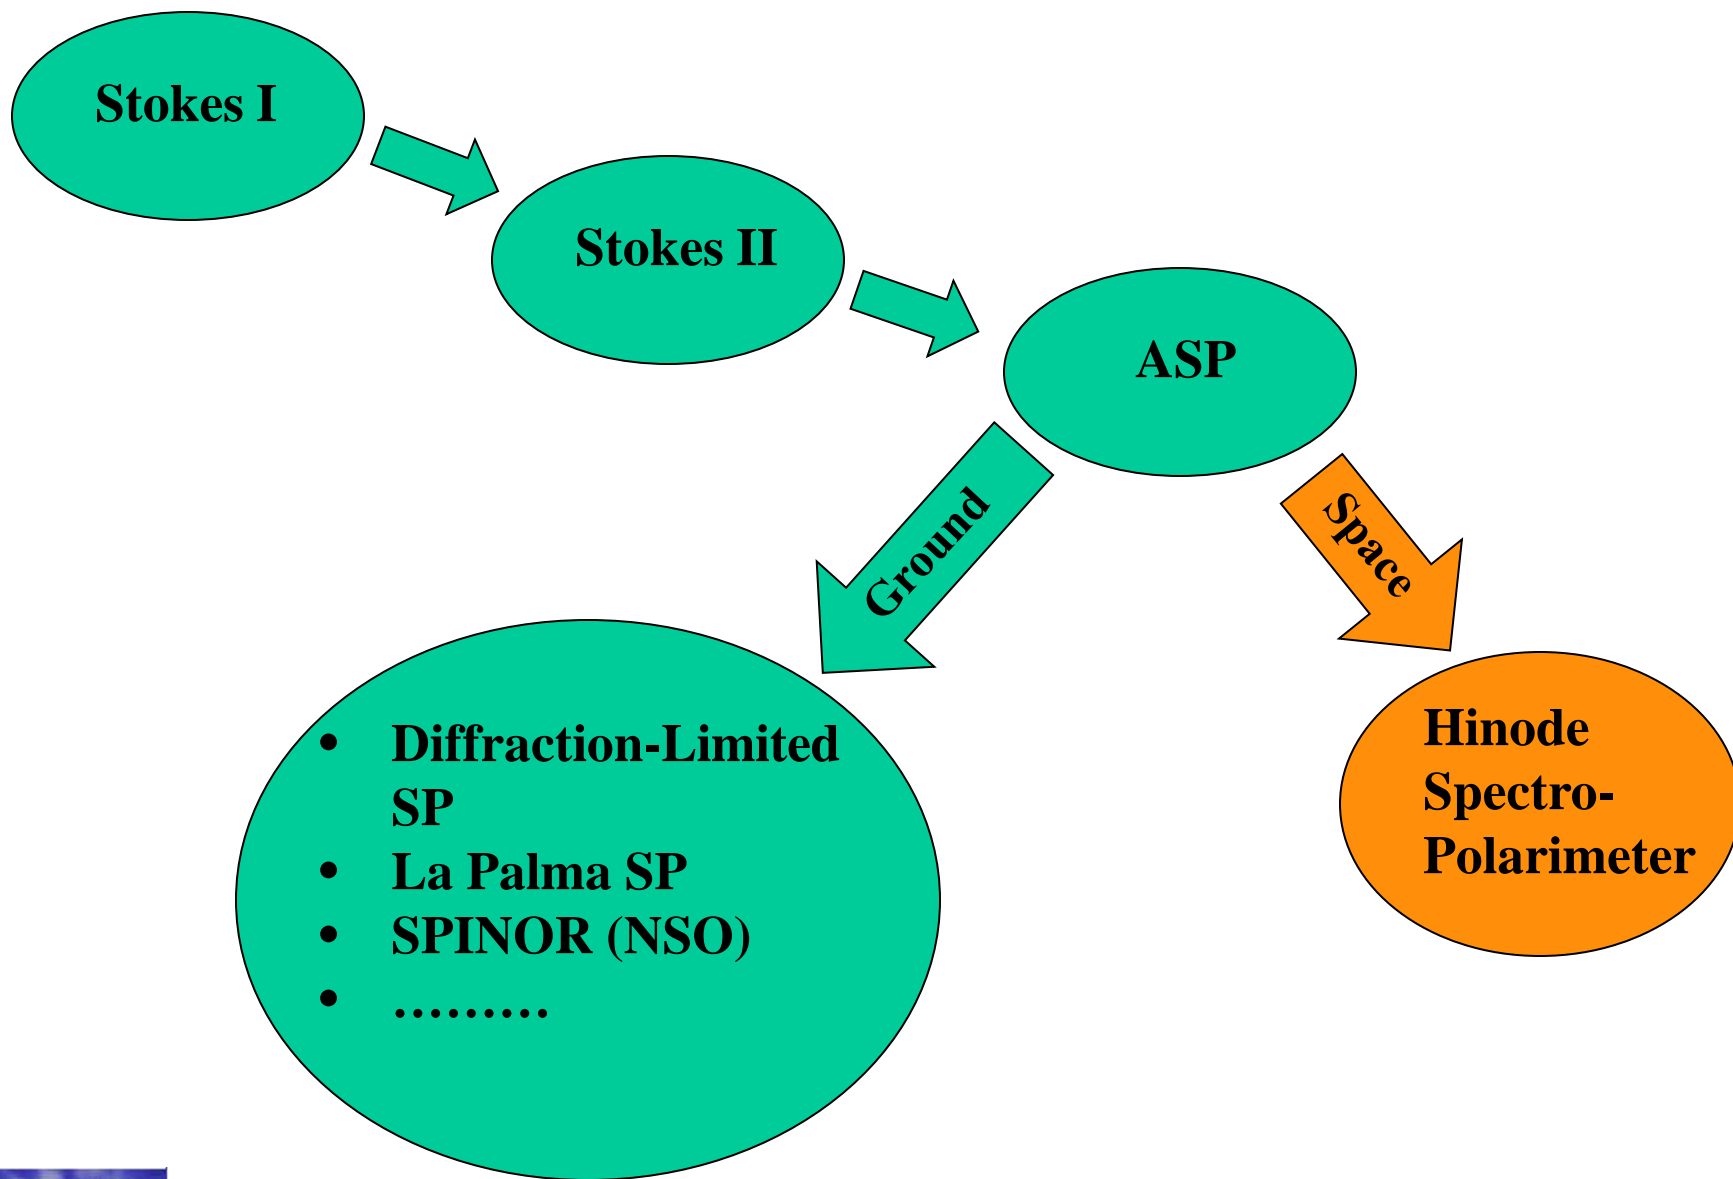 Stokes I
Stokes II
ASP
Ground
Space
• Diffraction-Limited
SP
• La Palma SP
• SPINOR (NSO)
• ………
Hinode
Spectro-
Polarimeter